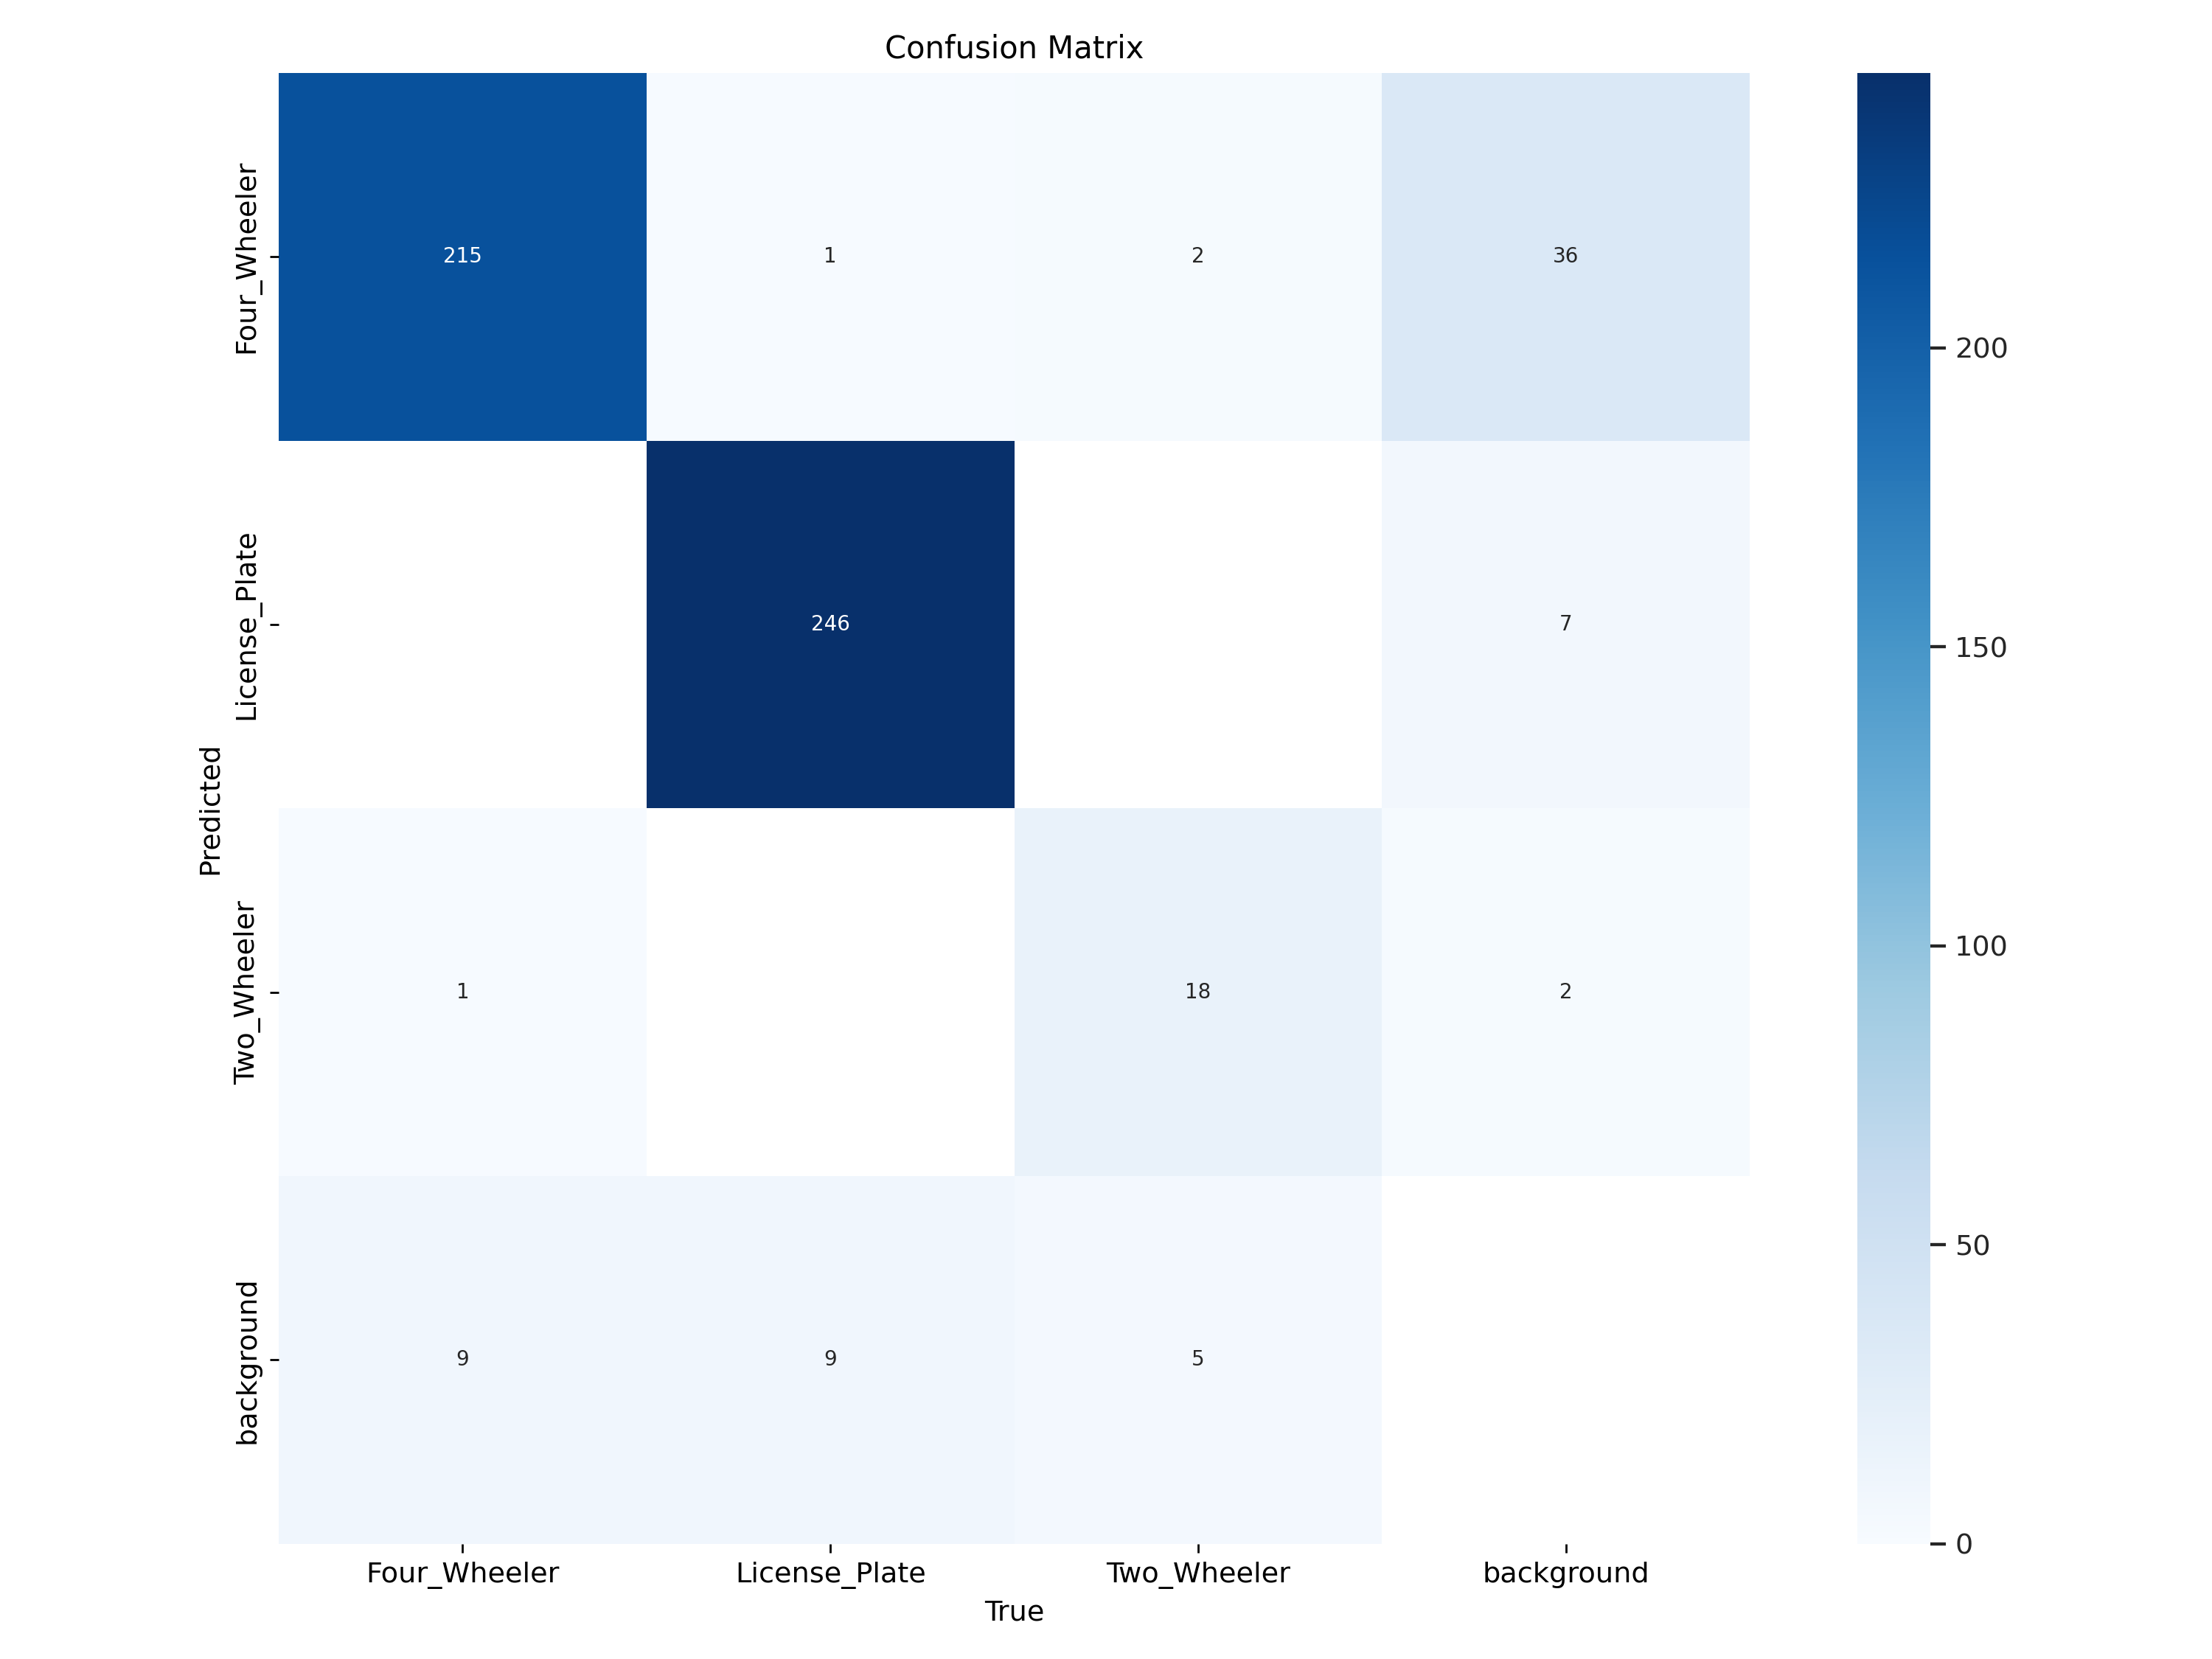 Confusion Matrix
Four_Wheeler
215
1
2
36
License_Plate
246
7
Predicted
Two_Wheeler
1
18
2
background
9
9
5
Four_Wheeler
License_Plate
Two_Wheeler
background
True
200
150
100
50
0